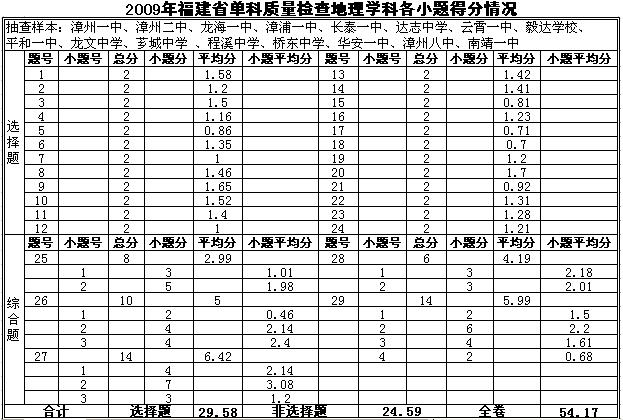 2009年福建省单科质量检查地理学科各小题得分情况
抽查样本：漳州一中、漳州二中、龙海一中、漳浦一中、长泰一中、达志中学、云霄一中、毅达学校、
平和一中、龙文中学、芗城中学 、程溪中学、桥东中学、华安一中、漳州八中、南靖一中
选择题
题号 小题号 总分 小题分 平均分 小题平均分 题号 小题号 总分 小题分 平均分 小题平均分
1 2 1.58 13 2 1.42
2 2 1.2 14 2 1.41
3 2 1.5 15 2 0.81
4 2 1.16 16 2 1.23
5 2 0.86 17 2 0.71
6 2 1.35 18 2 0.7
7 2 1 19 2 1.2
8 2 1.46 20 2 1.7
9 2 1.65 21 2 0.92
10 2 1.52 22 2 1.31
11 2 1.4 23 2 1.28
12 2 1 24 2 1.21
综合题
题号 小题号 总分 小题分 平均分 小题平均分 题号 小题号 总分 小题分 平均分 小题平均分
25 8 2.99 28 6 4.19
1 3 1.01 1 3 2.18
2 5 1.98 2 3 2.01
26 10 5 29 14 5.99
1 2 0.46 1 2 1.5
2 4 2.14 2 6 2.2
3 4 2.4 3 4 1.61
27 14 6.42 4 2 0.68
1 4 2.14
2 7 3.08
3 3 1.2
合计 选择题 29.58 非选择题 24.59 全卷 54.17